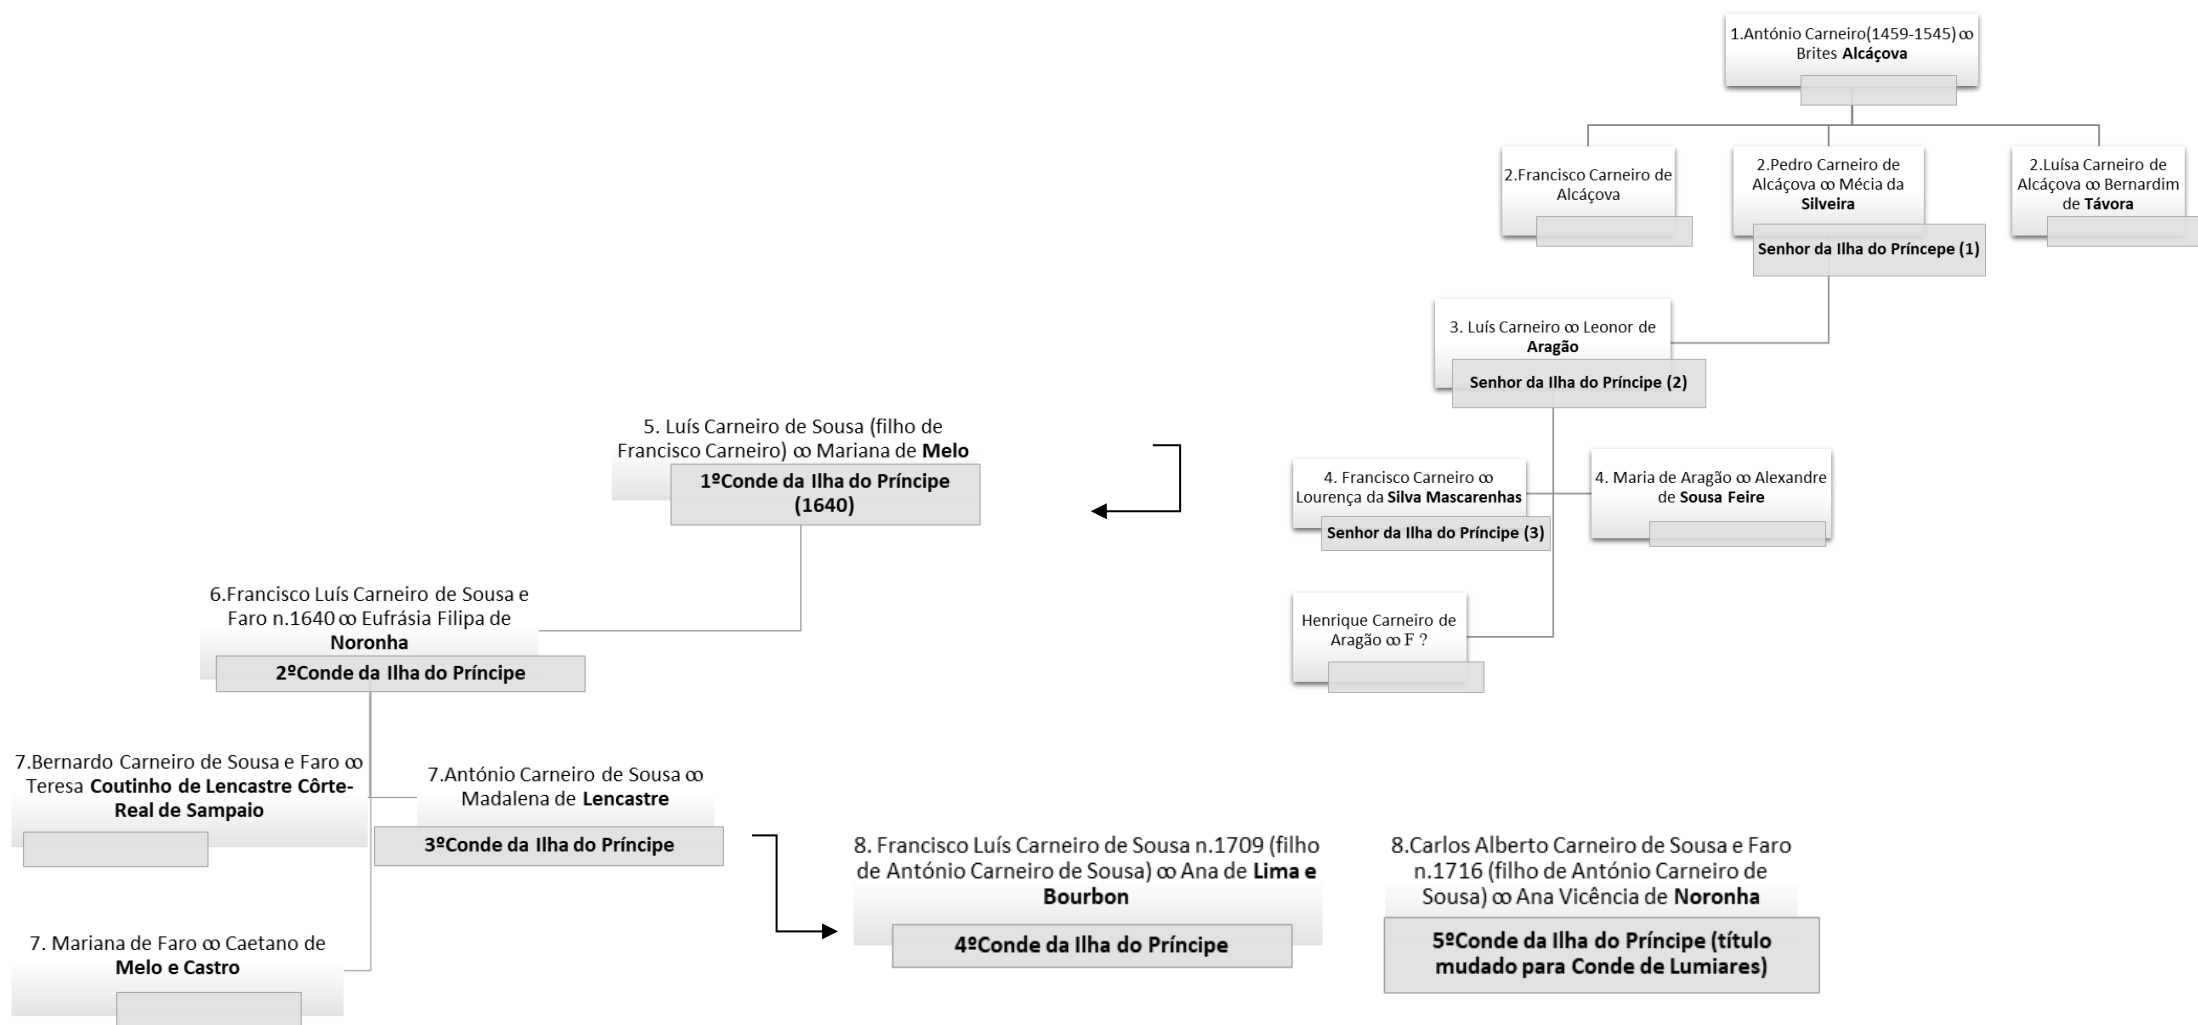 1.António Carneiro(1459-1545) ꝏ
Brites Alcáçova
2.Francisco Carneiro de
Alcáçova
2.Pedro Carneiro de
Alcáçova ꝏ Mécia da
Silveira
Senhor da Ilha do Príncepe (1)
2.Luísa Carneiro de
Alcáçova ꝏ Bernardim
de Távora
3. Luís Carneiro ꝏ Leonor de
Aragão
Senhor da Ilha do Príncipe (2)
4. Francisco Carneiro ꝏ
Lourença da Silva Mascarenhas
Senhor da Ilha do Príncipe (3)
4. Maria de Aragão ꝏ Alexandre
de Sousa Feire
Henrique Carneiro de
Aragão ꝏ F ?
5. Luís Carneiro de Sousa (filho de
Francisco Carneiro) ꝏ Mariana de Melo
1ºConde da Ilha do Príncipe
(1640)
6.Francisco Luís Carneiro de Sousa e
Faro n.1640 ꝏ Eufrásia Filipa de
Noronha
2ºConde da Ilha do Príncipe
7.Bernardo Carneiro de Sousa e Faro ꝏ
Teresa Coutinho de Lencastre Côrte-
Real de Sampaio
7.António Carneiro de Sousa ꝏ
Madalena de Lencastre
3ºConde da Ilha do Príncipe
7. Mariana de Faro ꝏ Caetano de
Melo e Castro
8. Francisco Luís Carneiro de Sousa n.1709 (filho
de António Carneiro de Sousa) ꝏ Ana de Lima e
Bourbon
4ºConde da Ilha do Príncipe
8.Carlos Alberto Carneiro de Sousa e Faro
n.1716 (filho de António Carneiro de
Sousa) ꝏ Ana Vicência de Noronha
5ºConde da Ilha do Príncipe (título
mudado para Conde de Lumiares)